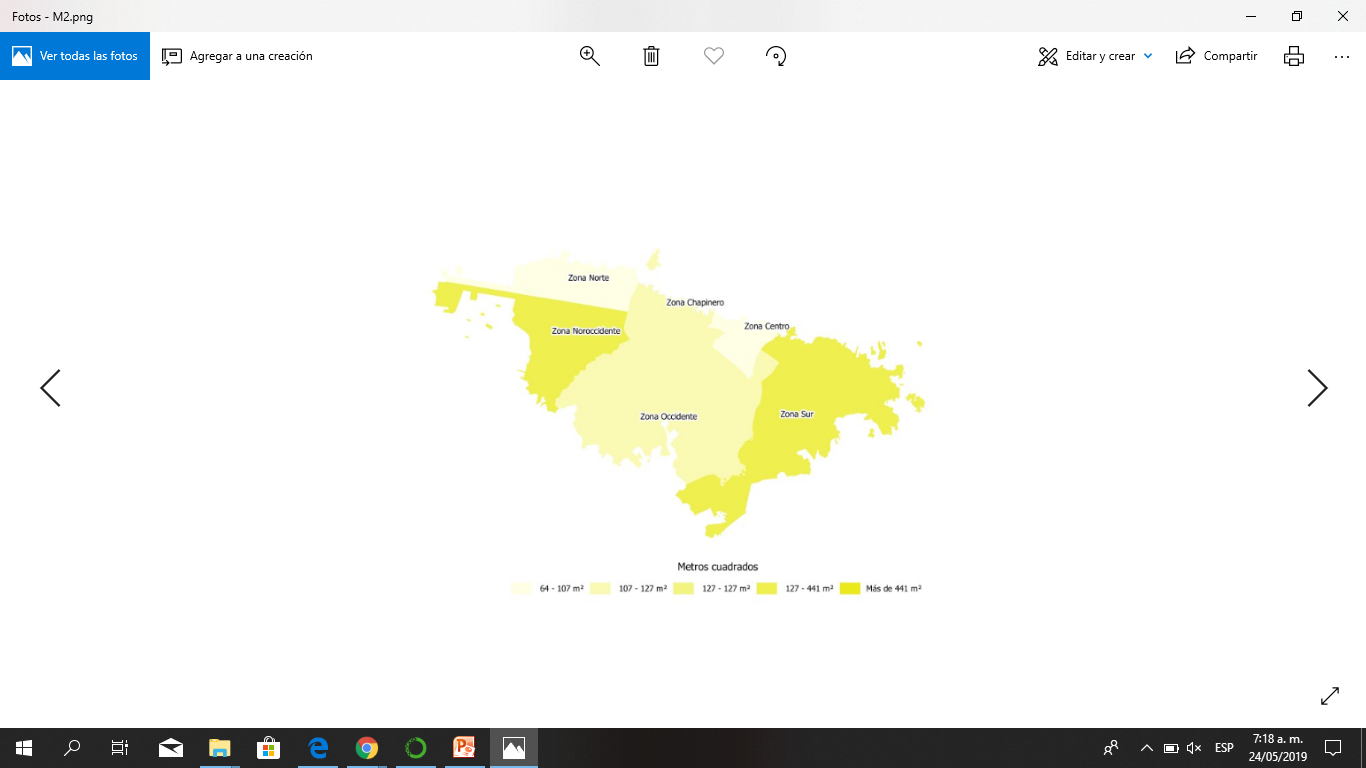 Fotos - M2.png
Ver todas las fotos
Agregar a una creación
Editar y crear
Compartir
Zona Norte
Zona Chapinero
Zona Centro
Zona Noroccidente
Zona Occidente
Zona Sur
Metros cuadrados
64 - 107 m² 107 - 127 m² 127 - 127 m² 127 - 441 m² Más de 441 m²
ESP
7:18 a. m.
24/05/2019